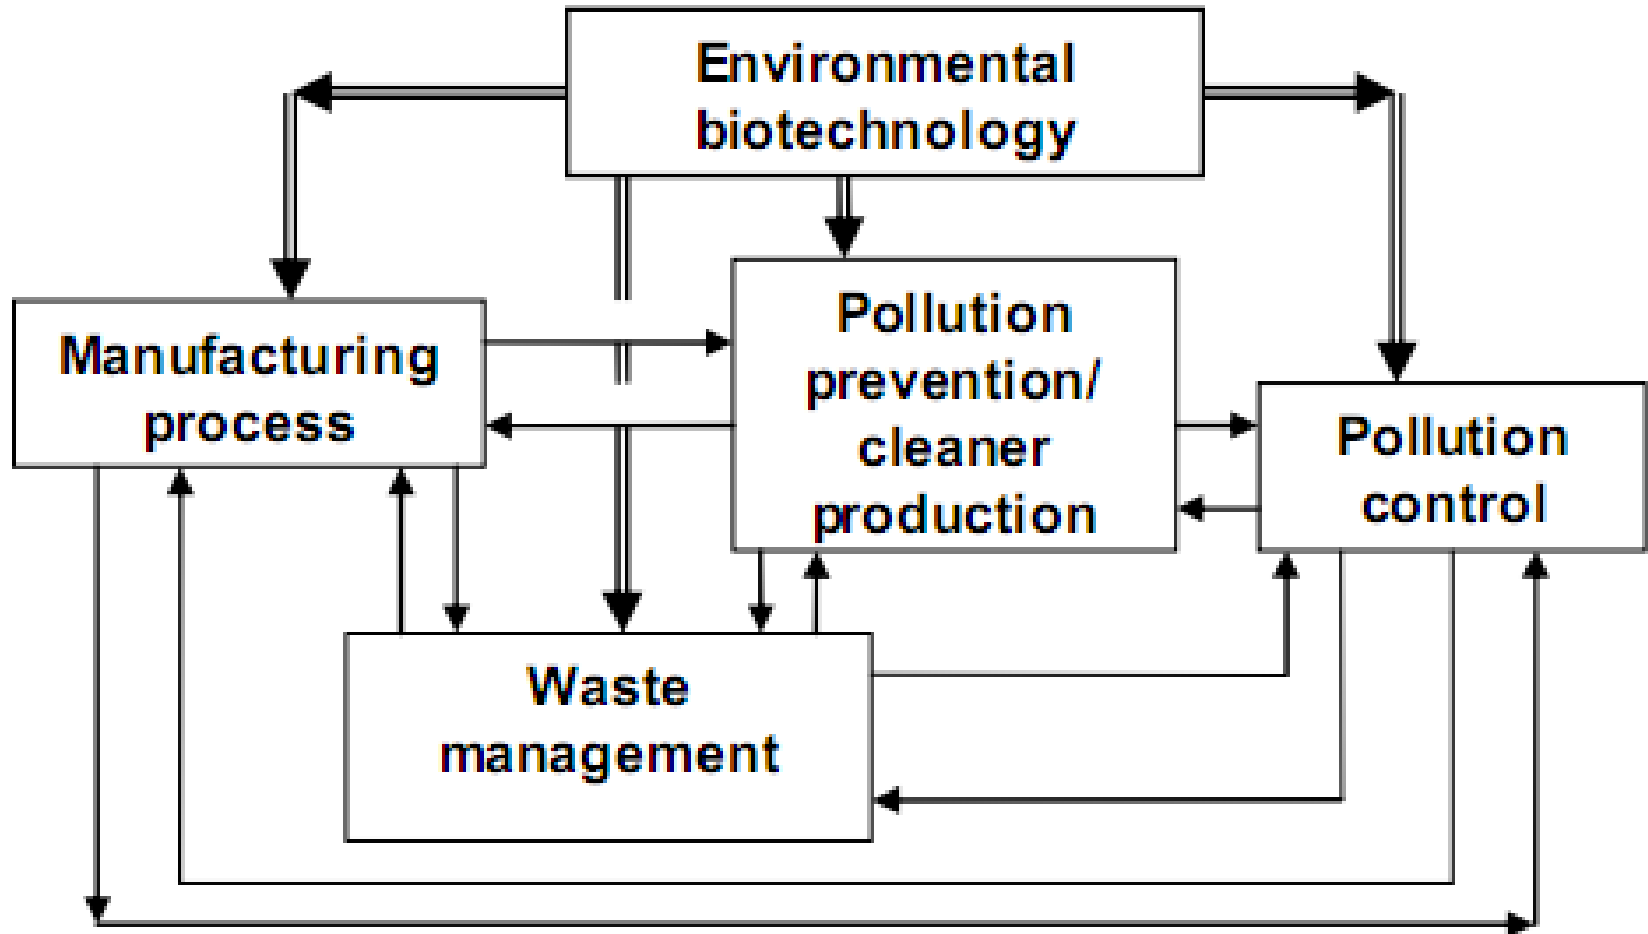 Environmental
biotechnology
Manufacturing
process
Pollution
prevention/
cleaner
production
Pollution
control
Waste
management